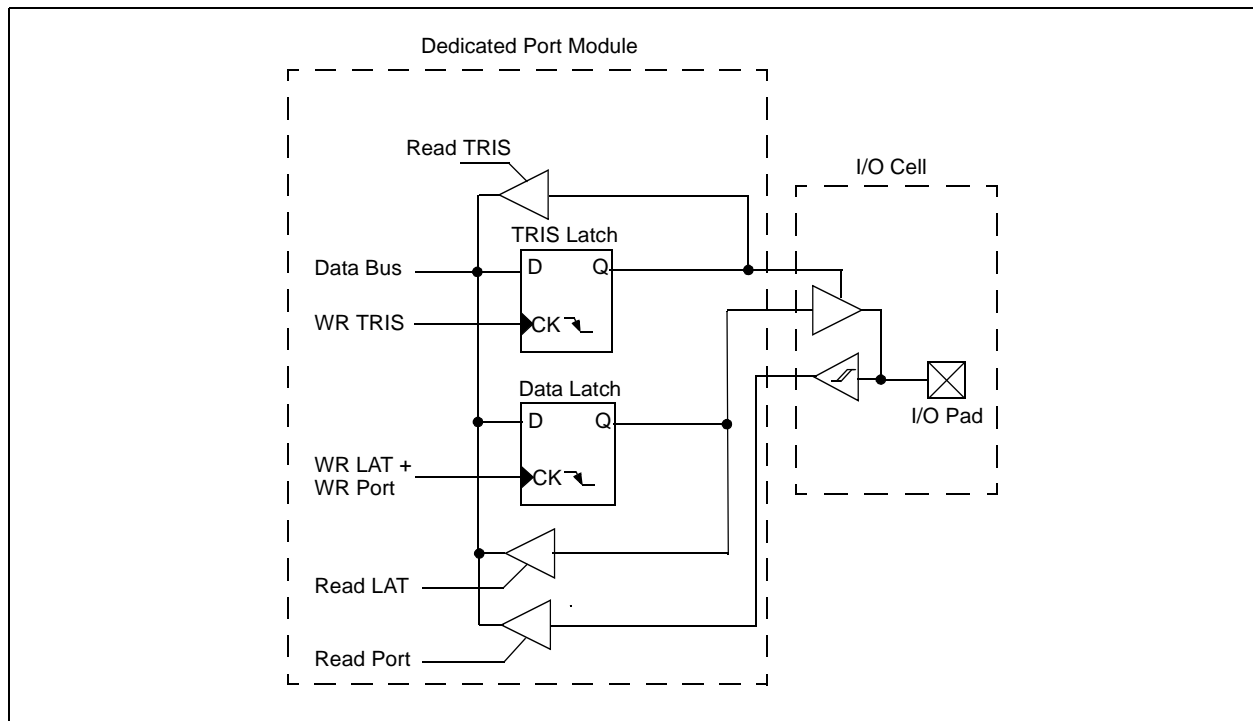 Dedicated Port Module
Read TRIS
I/O Cell
TRIS Latch
Data Bus
D
Q
WR TRIS
CK
Data Latch
I/O Pad
D
Q
WR LAT +
WR Port
CK
Read LAT
Read Port